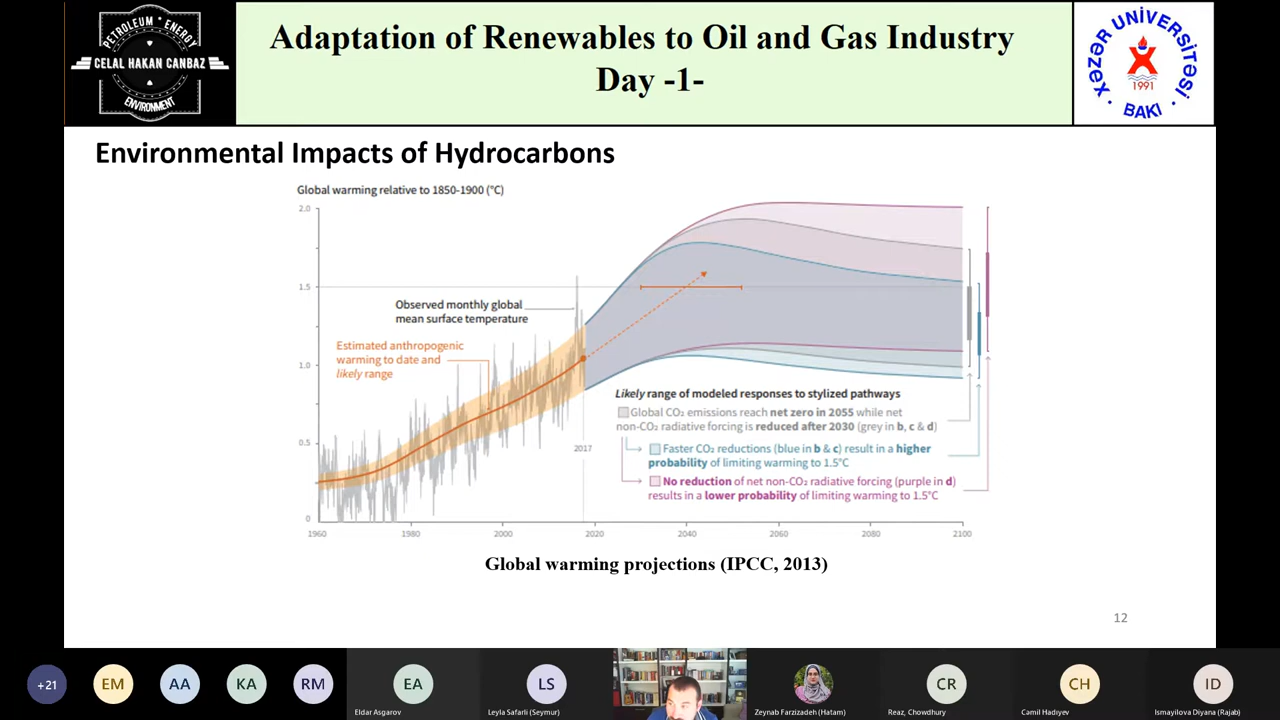 PETROLEUM * ENERGY
CELAL HAKAN CANBAZ
ENVIRONMENT
Adaptation of Renewables to Oil and Gas Industry
Day -1-
XƏZƏR UNİVERSİTƏSİ
1991
· BAKI ·
Environmental Impacts of Hydrocarbons
Global warming relative to 1850-1900 (°C)
2.0
1.5
1.0
0.5
0
Observed monthly global
mean surface temperature
Estimated anthropogenic
warming to date and
likely range
2017
Likely range of modeled responses to stylized pathways
Global CO₂ emissions reach net zero in 2055 while net
non-CO₂ radiative forcing is reduced after 2030 (grey in b, c & d)
Faster CO₂ reductions (blue in b & c) result in a higher
probability of limiting warming to 1.5°C
No reduction of net non-CO₂ radiative forcing (purple in d)
results in a lower probability of limiting warming to 1.5°C
1960 1980 2000 2020 2040 2060 2080 2100
Global warming projections (IPCC, 2013)
12
+21 EM AA KA RM EA LS CR CH ID
Eldar Asgarov Leyla Safarli (Seymur) Zeynab Farzizadeh (Hatam) Reaz, Chowdhury Camil Hadıyev Ismayilova Diyana (Rajab)